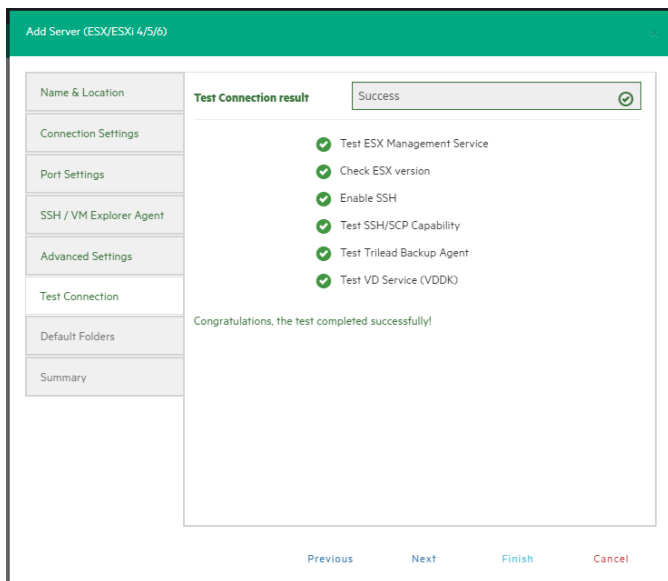 Add Server (ESX/ESXi 4/5/6)
Name & Location
Connection Settings
Port Settings
SSH / VM Explorer Agent
Advanced Settings
Test Connection
Default Folders
Summary
Test Connection result
Success
Test ESX Management Service
Check ESX version
Enable SSH
Test SSH/SCP Capability
Test Trilead Backup Agent
Test VD Service (VDDK)
Congratulations, the test completed successfully!
Previous Next Finish Cancel